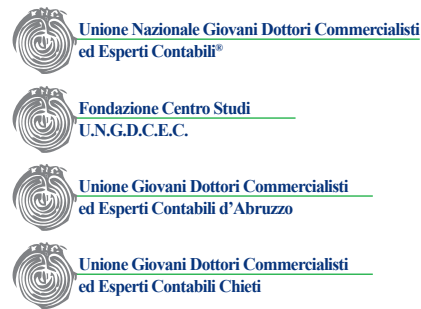 Unione Nazionale Giovani Dottori Commercialisti
ed Esperti Contabili®
Fondazione Centro Studi
U.N.G.D.C.E.C.
Unione Giovani Dottori Commercialisti
ed Esperti Contabili d'Abruzzo
Unione Giovani Dottori Commercialisti
ed Esperti Contabili Chieti